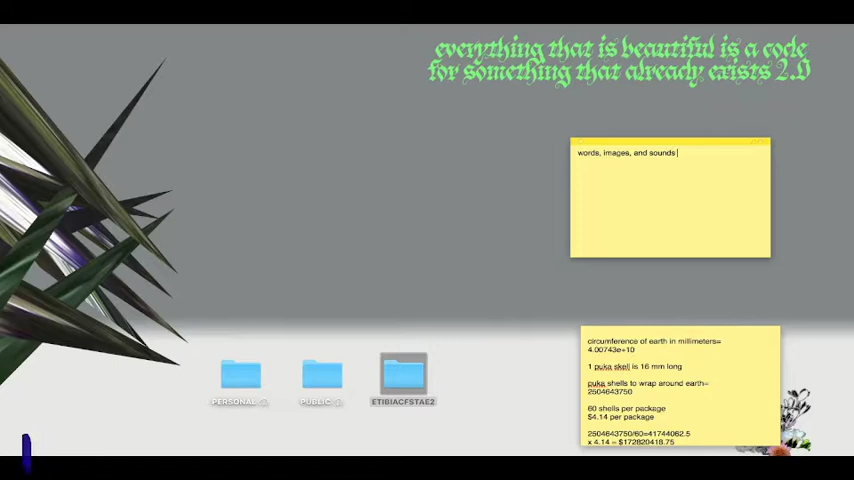 everything that is beautiful is a code
for something that already exists 2.0
words, images, and sounds
circumference of earth in millimeters=
4.00743e+10
1 puka skell is 16 mm long
puka shells to wrap around earth=
2504643750
60 shells per package
$4.14 per package
2504643750/60=41744062.5
x 4.14 = $172820418.75
PERSONAL
PUBLIC
ETIBIACFSTAE2